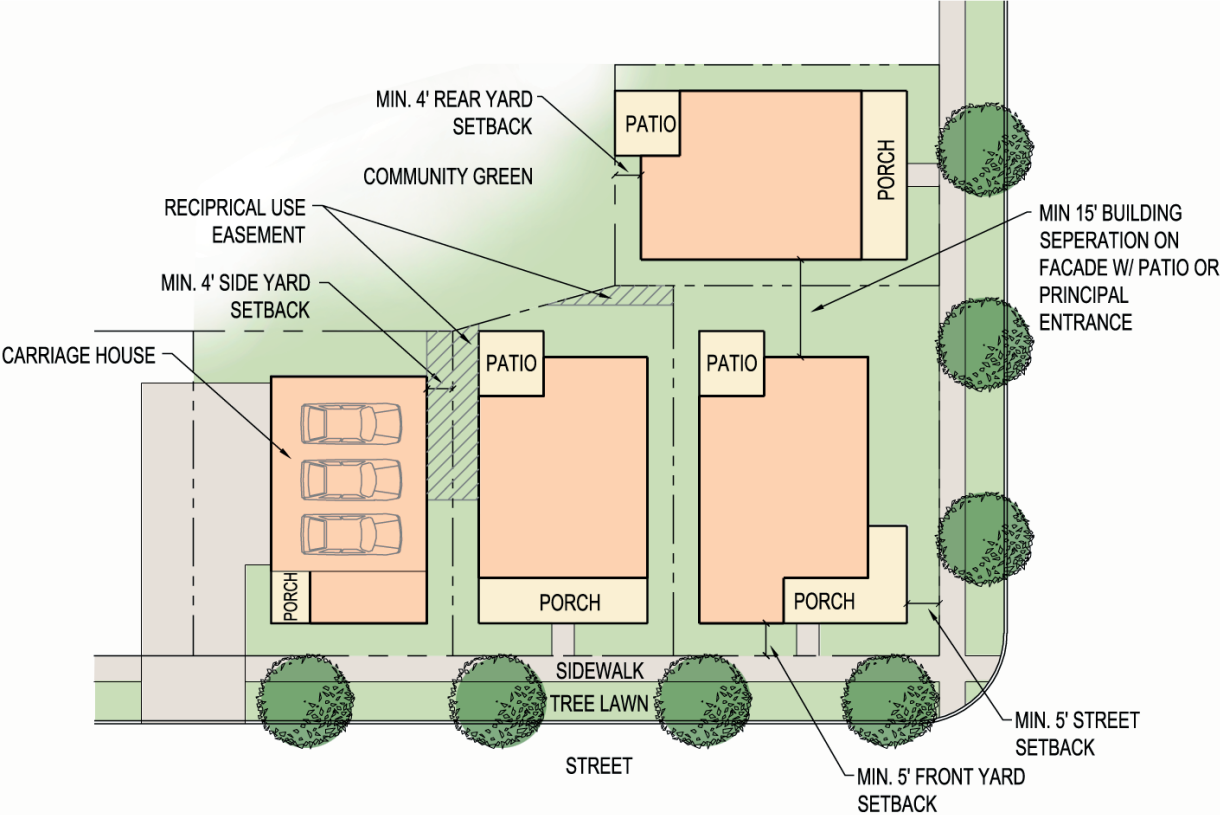 MIN. 4' REAR YARD
SETBACK
PATIO
PORCH
COMMUNITY GREEN
RECIPRICAL USE
EASEMENT
MIN 15' BUILDING
SEPERATION ON
FACADE W/ PATIO OR
PRINCIPAL
ENTRANCE
MIN. 4' SIDE YARD
SETBACK
CARRIAGE HOUSE
PATIO
PATIO
PORCH
PORCH
PORCH
SIDEWALK
TREE LAWN
STREET
MIN. 5' STREET
SETBACK
MIN. 5' FRONT YARD
SETBACK